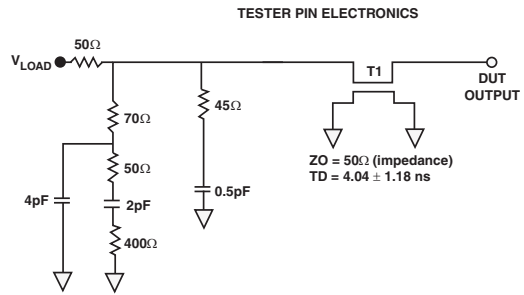 TESTER PIN ELECTRONICS
50Ω
VLOAD
T1
DUT
OUTPUT
70Ω
45Ω
50Ω
4pF
2pF
0.5pF
400Ω
ZO = 50Ω (impedance)
TD = 4.04 ± 1.18 ns